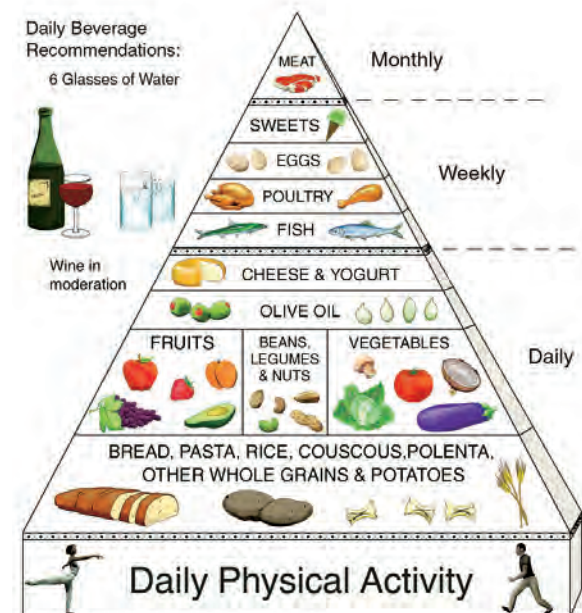 Daily Beverage
Recommendations:
6 Glasses of Water
Wine in
moderation
MEAT
Monthly
SWEETS
EGGS
POULTRY
FISH
Weekly
CHEESE & YOGURT
OLIVE OIL
FRUITS
BEANS,
LEGUMES
& NUTS
VEGETABLES
Daily
BREAD, PASTA, RICE, COUSCOUS,POLENTA,
OTHER WHOLE GRAINS & POTATOES
Daily Physical Activity